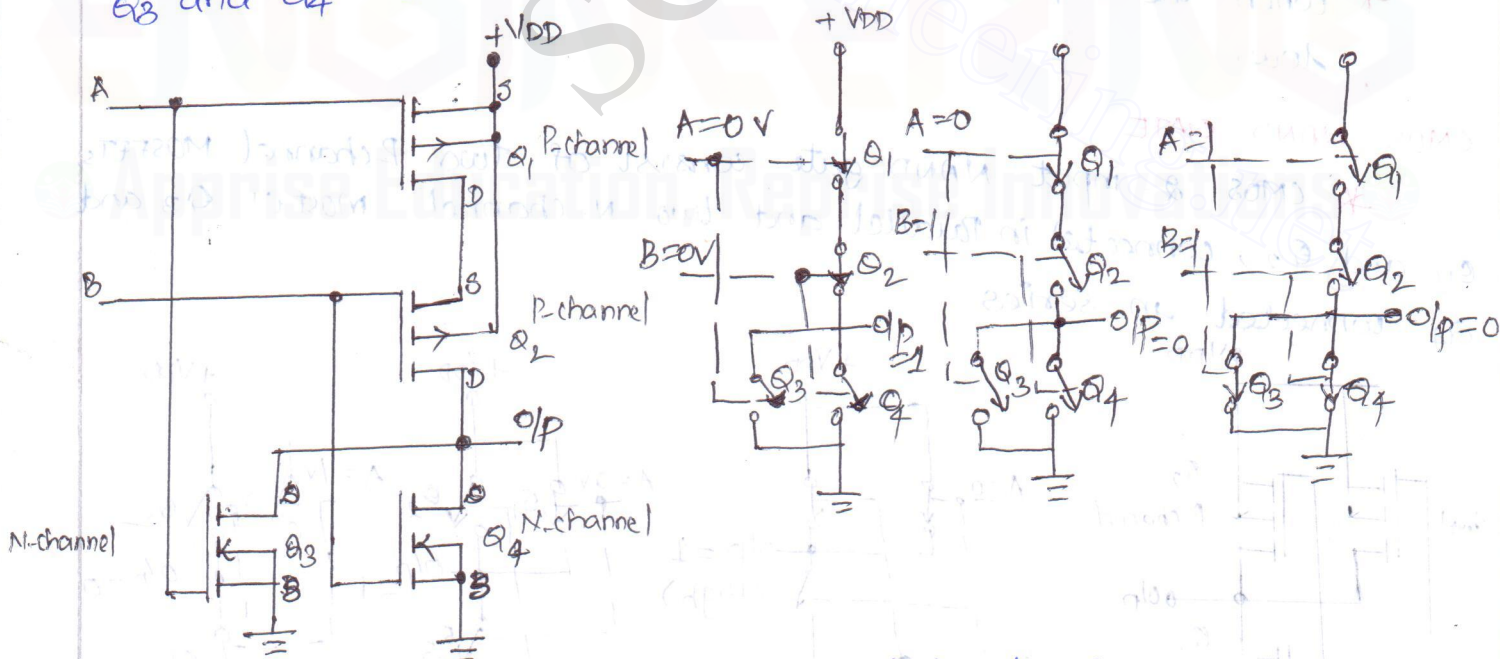 Q3 and Q4
+VDD
A
S
P-channel
Q1
D
B
S
P-channel
Q2
D
O/P
D
N-channel
Q3
D
N-channel
Q4
+VDD
A=0V
Q1
B=0V
Q2
O/P
=1
Q3
Q4
A=0
Q1
B=1
Q2
O/P=0
Q3
Q4
A=1
Q1
B=1
Q2
O/P=0
Q3
Q4
Apprise Education, Reprise Innovations